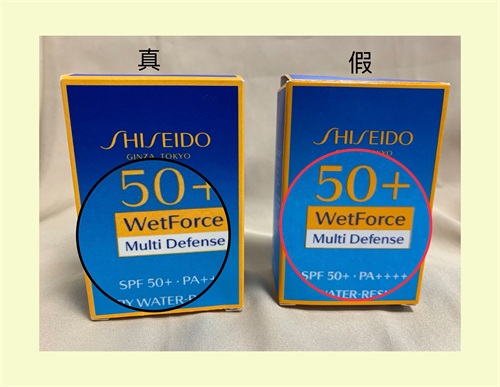 真
假
SHISEIDO
GINZA TOKYO
50+
WetForce
Multi Defense
SPF 50+ · PA++
WATER-
SHISEIDO
50+
WetForce
Multi Defense
SPF 50+ · PA++++
WATER-RESI